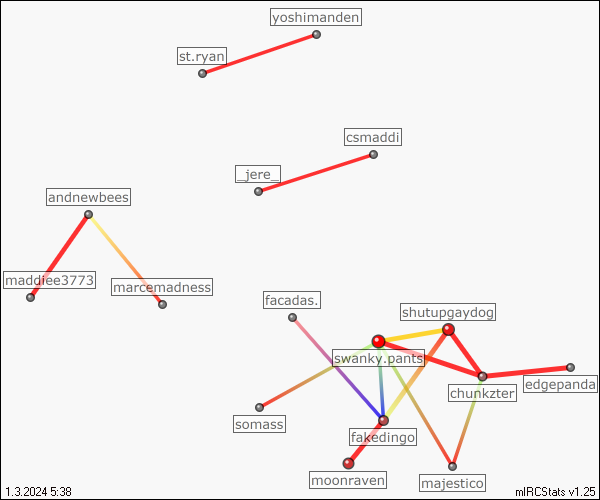 yoshimanden
st.ryan
csmaddi
_jere_
andnewbees
maddiee3773
marcemadness
facadas.
shutupgaydog
swanky.pants
edgepanda
chunkzter
somass
fakedingo
moonraven
majestico
1.3.2024 5:38
mIRCStats v1.25